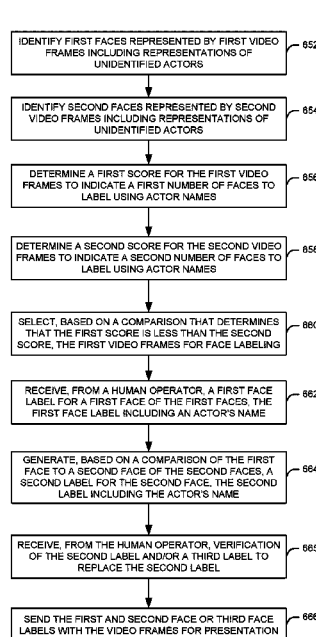 IDENTIFY FIRST FACES REPRESENTED BY FIRST VIDEO
FRAMES INCLUDING REPRESENTATIONS OF
UNIDENTIFIED ACTORS
652
IDENTIFY SECOND FACES REPRESENTED BY SECOND
VIDEO FRAMES INCLUDING REPRESENTATIONS OF
UNIDENTIFIED ACTORS
654
DETERMINE A FIRST SCORE FOR THE FIRST VIDEO
FRAMES TO INDICATE A FIRST NUMBER OF FACES TO
LABEL USING ACTOR NAMES
656
DETERMINE A SECOND SCORE FOR THE SECOND VIDEO
FRAMES TO INDICATE A SECOND NUMBER OF FACES TO
LABEL USING ACTOR NAMES
658
SELECT, BASED ON A COMPARISON THAT DETERMINES
THAT THE FIRST SCORE IS LESS THAN THE SECOND
SCORE, THE FIRST VIDEO FRAMES FOR FACE LABELING
660
RECEIVE, FROM A HUMAN OPERATOR, A FIRST FACE
LABEL FOR A FIRST FACE OF THE FIRST FACES, THE
FIRST FACE LABEL INCLUDING AN ACTOR'S NAME
662
GENERATE, BASED ON A COMPARISON OF THE FIRST
FACE TO A SECOND FACE OF THE SECOND FACES, A
SECOND LABEL FOR THE SECOND FACE, THE SECOND
LABEL INCLUDING THE ACTOR'S NAME
664
RECEIVE, FROM THE HUMAN OPERATOR, VERIFICATION
OF THE SECOND LABEL AND/OR A THIRD LABEL TO
REPLACE THE SECOND LABEL
665
SEND THE FIRST AND SECOND FACE OR THIRD FACE
LABELS WITH THE VIDEO FRAMES FOR PRESENTATION
666